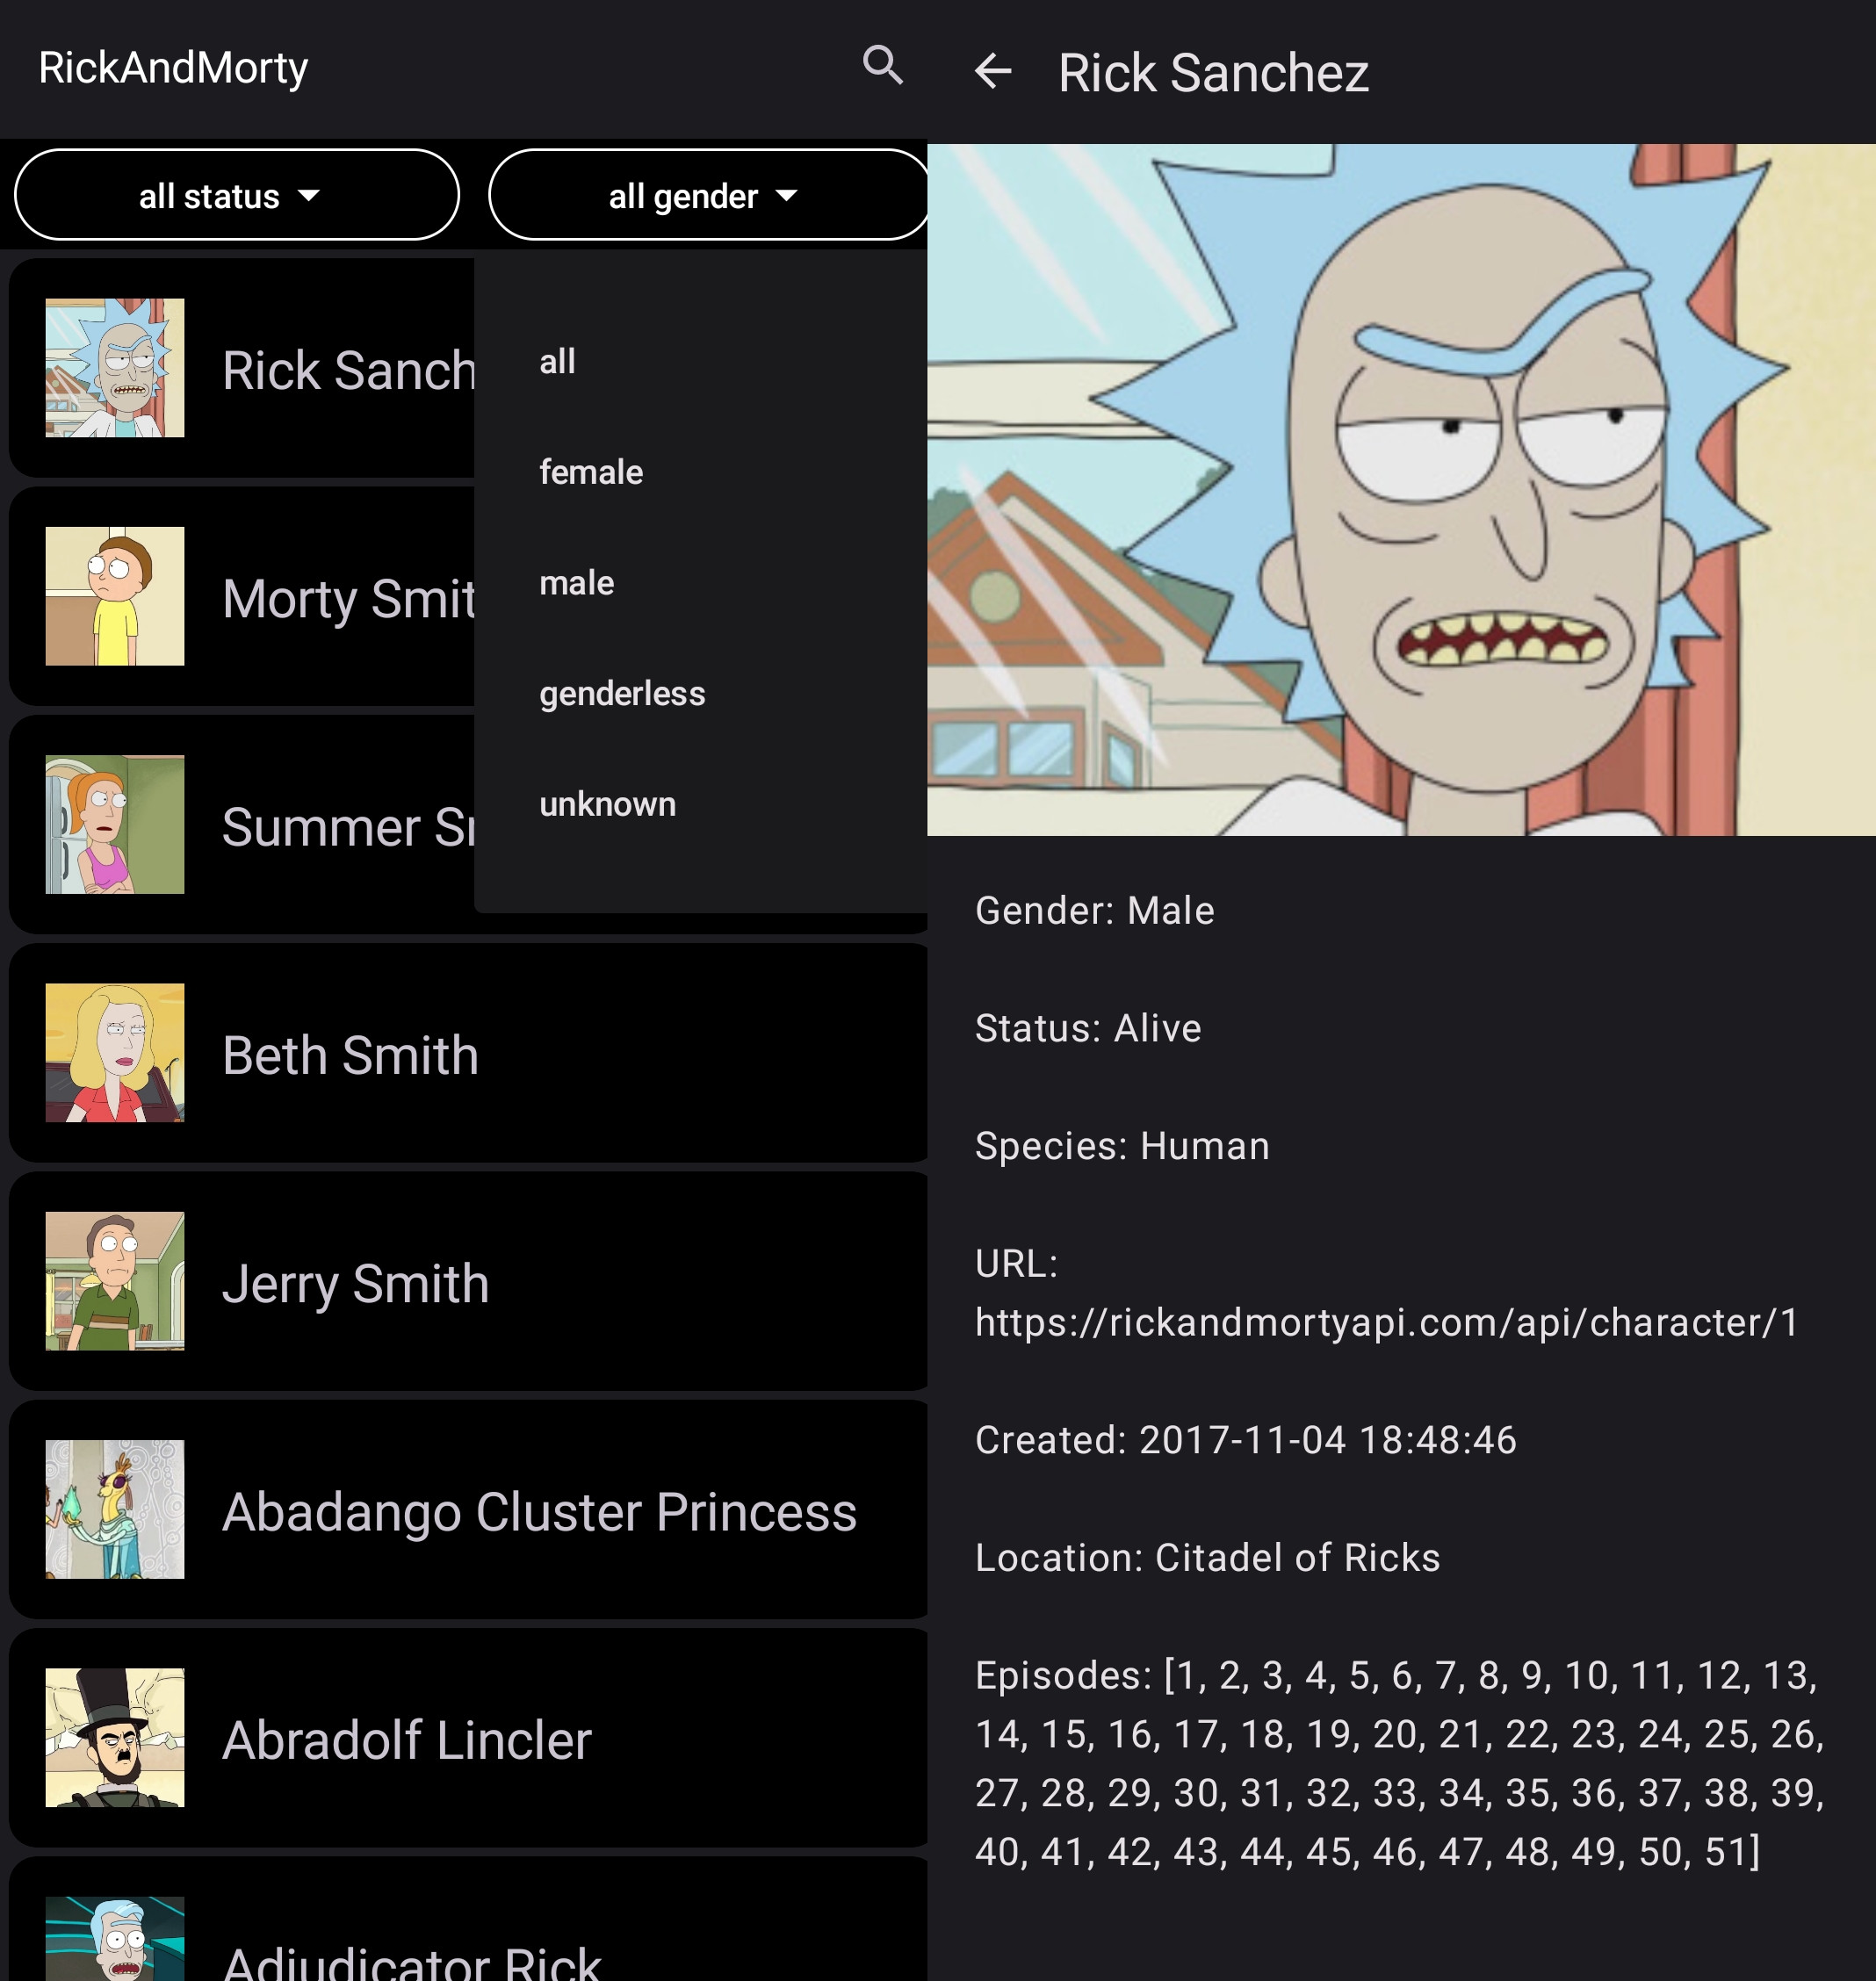 RickAndMorty
all status
all gender
Rick Sanch
Morty Smit
Summer
Beth Smith
Jerry Smith
Abadango Cluster Princess
Abradolf Lincler
Adjudicator Rick
all
female
male
genderless
unknown
Rick Sanchez
Gender: Male
Status: Alive
Species: Human
URL:
https://rickandmortyapi.com/api/character/1
Created: 2017-11-04 18:48:46
Location: Citadel of Ricks
Episodes: [1, 2, 3, 4, 5, 6, 7, 8, 9, 10, 11, 12, 13,
14, 15, 16, 17, 18, 19, 20, 21, 22, 23, 24, 25, 26,
27, 28, 29, 30, 31, 32, 33, 34, 35, 36, 37, 38, 39,
40, 41, 42, 43, 44, 45, 46, 47, 48, 49, 50, 51]